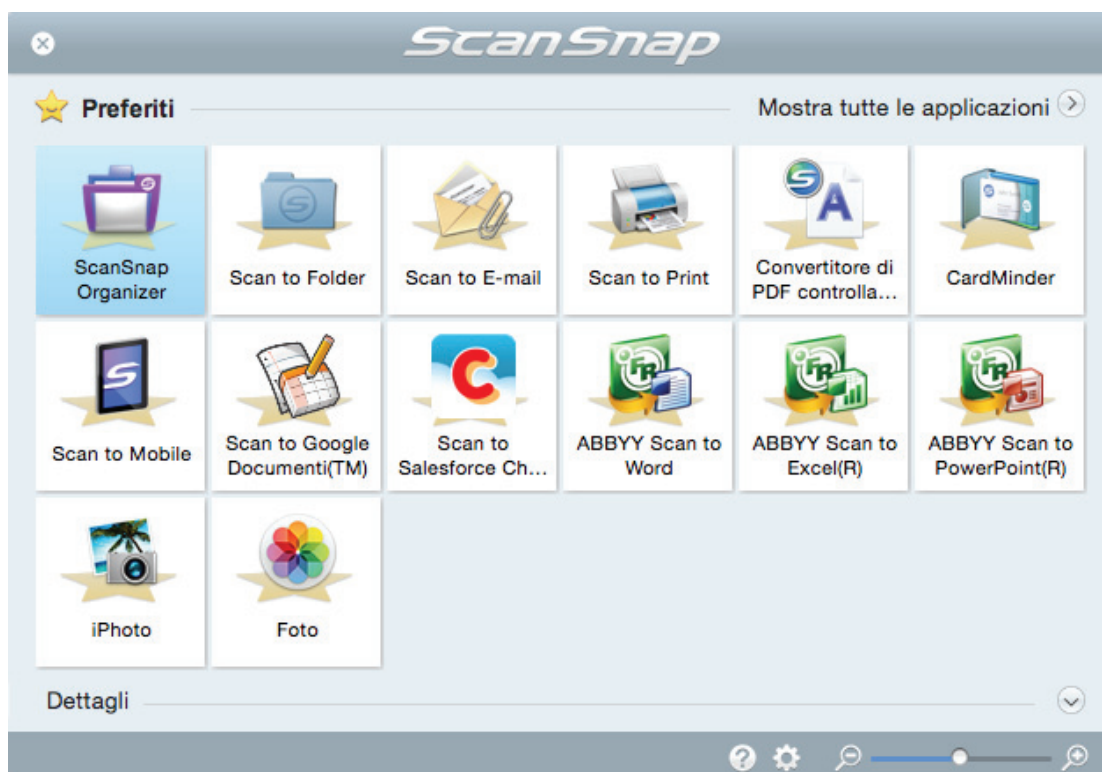 ScanSnap
Preferiti
Mostra tutte le applicazioni
ScanSnap
Organizer
Scan to Folder
Scan to E-mail
Scan to Print
Convertitore di
PDF controlla...
CardMinder
Scan to Mobile
Scan to Google
Documenti(TM)
Scan to
Salesforce Ch...
ABBYY Scan to
Word
ABBYY Scan to
Excel(R)
ABBYY Scan to
PowerPoint(R)
iPhoto
Foto
Dettagli